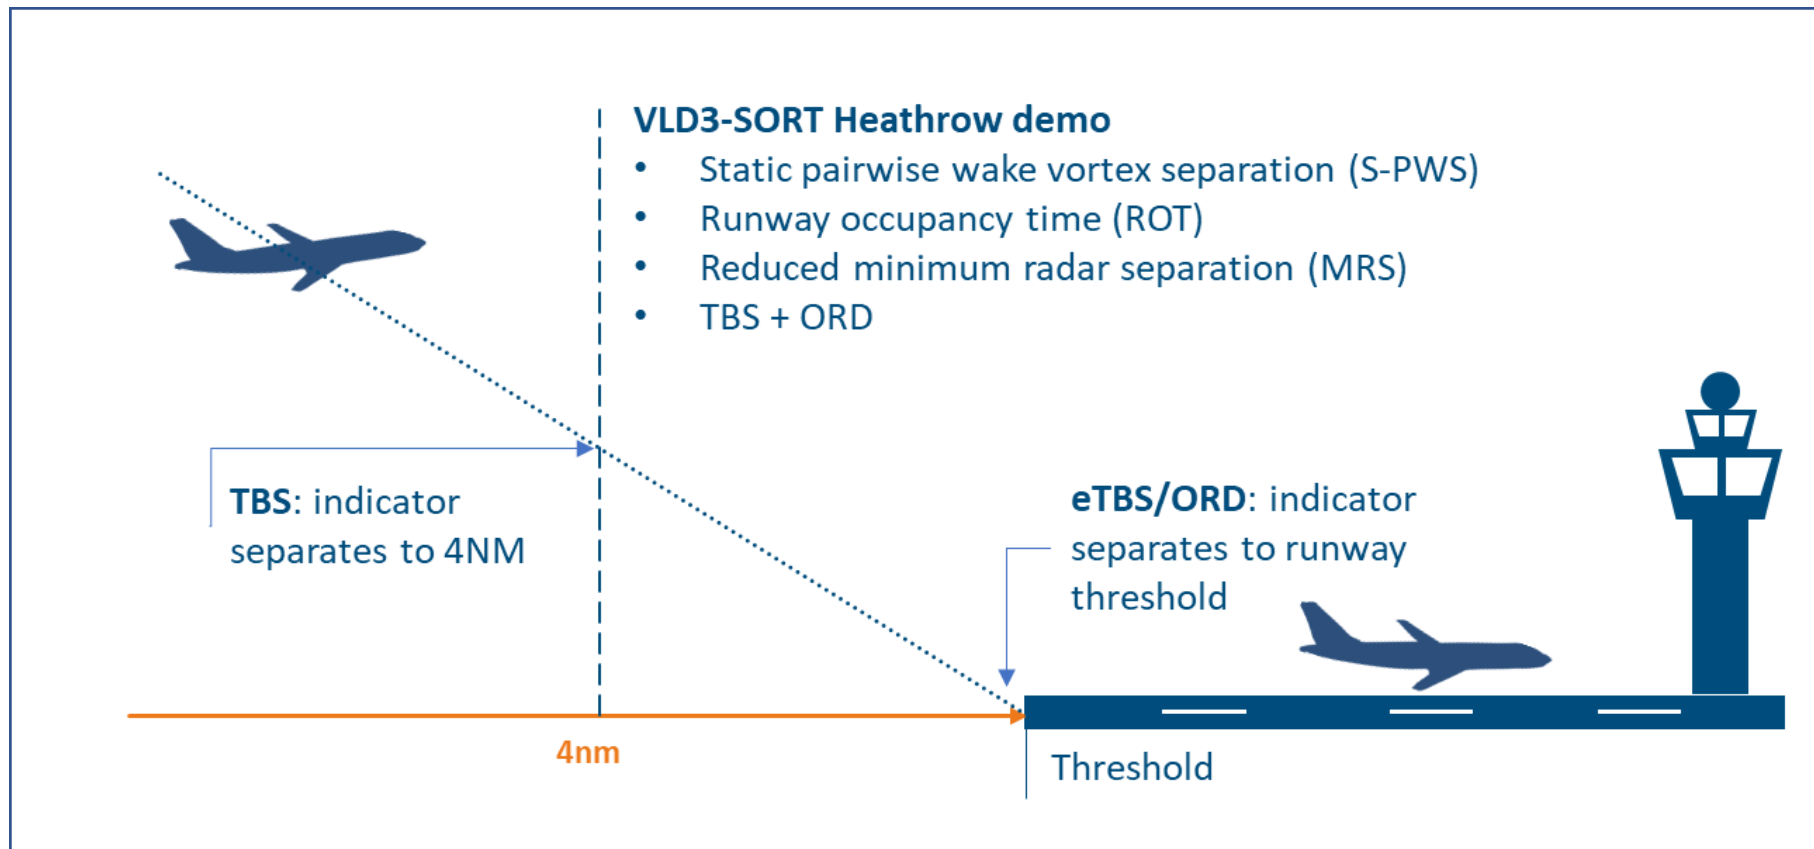 VLD3-SORT Heathrow demo
• Static pairwise wake vortex separation (S-PWS)
• Runway occupancy time (ROT)
• Reduced minimum radar separation (MRS)
• TBS + ORD
TBS: indicator
separates to 4NM
eTBS/ORD: indicator
separates to runway
threshold
4nm
Threshold